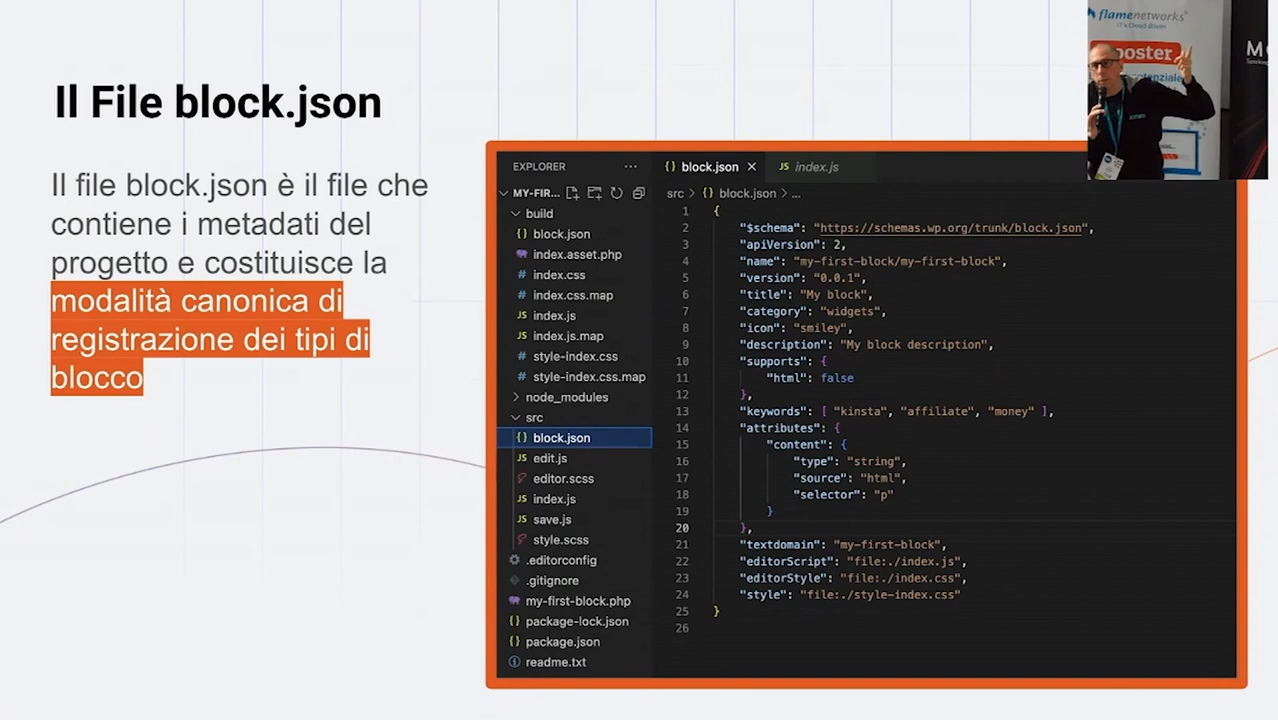 flamenetworks®
IT's Cloud Driven
Il File block.json
Il file block.json è il file che
contiene i metadati del
progetto e costituisce la
modalità canonica di
registrazione dei tipi di
blocco
EXPLORER ...
MY-FIR...
build
block.json
index.asset.php
index.css
index.css.map
index.js
index.js.map
style-index.css
style-index.css.map
node_modules
src
block.json
edit.js
editor.scss
index.js
save.js
style.scss
.editorconfig
.gitignore
my-first-block.php
package-lock.json
package.json
readme.txt
block.json index.js
src > {} block.json > ...
1 {
2 "$schema": "https://schemas.wp.org/trunk/block.json",
3 "apiVersion": 2,
4 "name": "my-first-block/my-first-block",
5 "version": "0.0.1",
6 "title": "My block",
7 "category": "widgets",
8 "icon": "smiley",
9 "description": "My block description",
10 "supports": {
11 "html": false
12 },
13 "keywords": [ "kinsta", "affiliate", "money" ],
14 "attributes": {
15 "content": {
16 "type": "string",
17 "source": "html",
18 "selector": "p"
19 }
20 },
21 "textdomain": "my-first-block",
22 "editorScript": "file:./index.js",
23 "editorStyle": "file:./index.css",
24 "style": "file:./style-index.css"
25 }
26